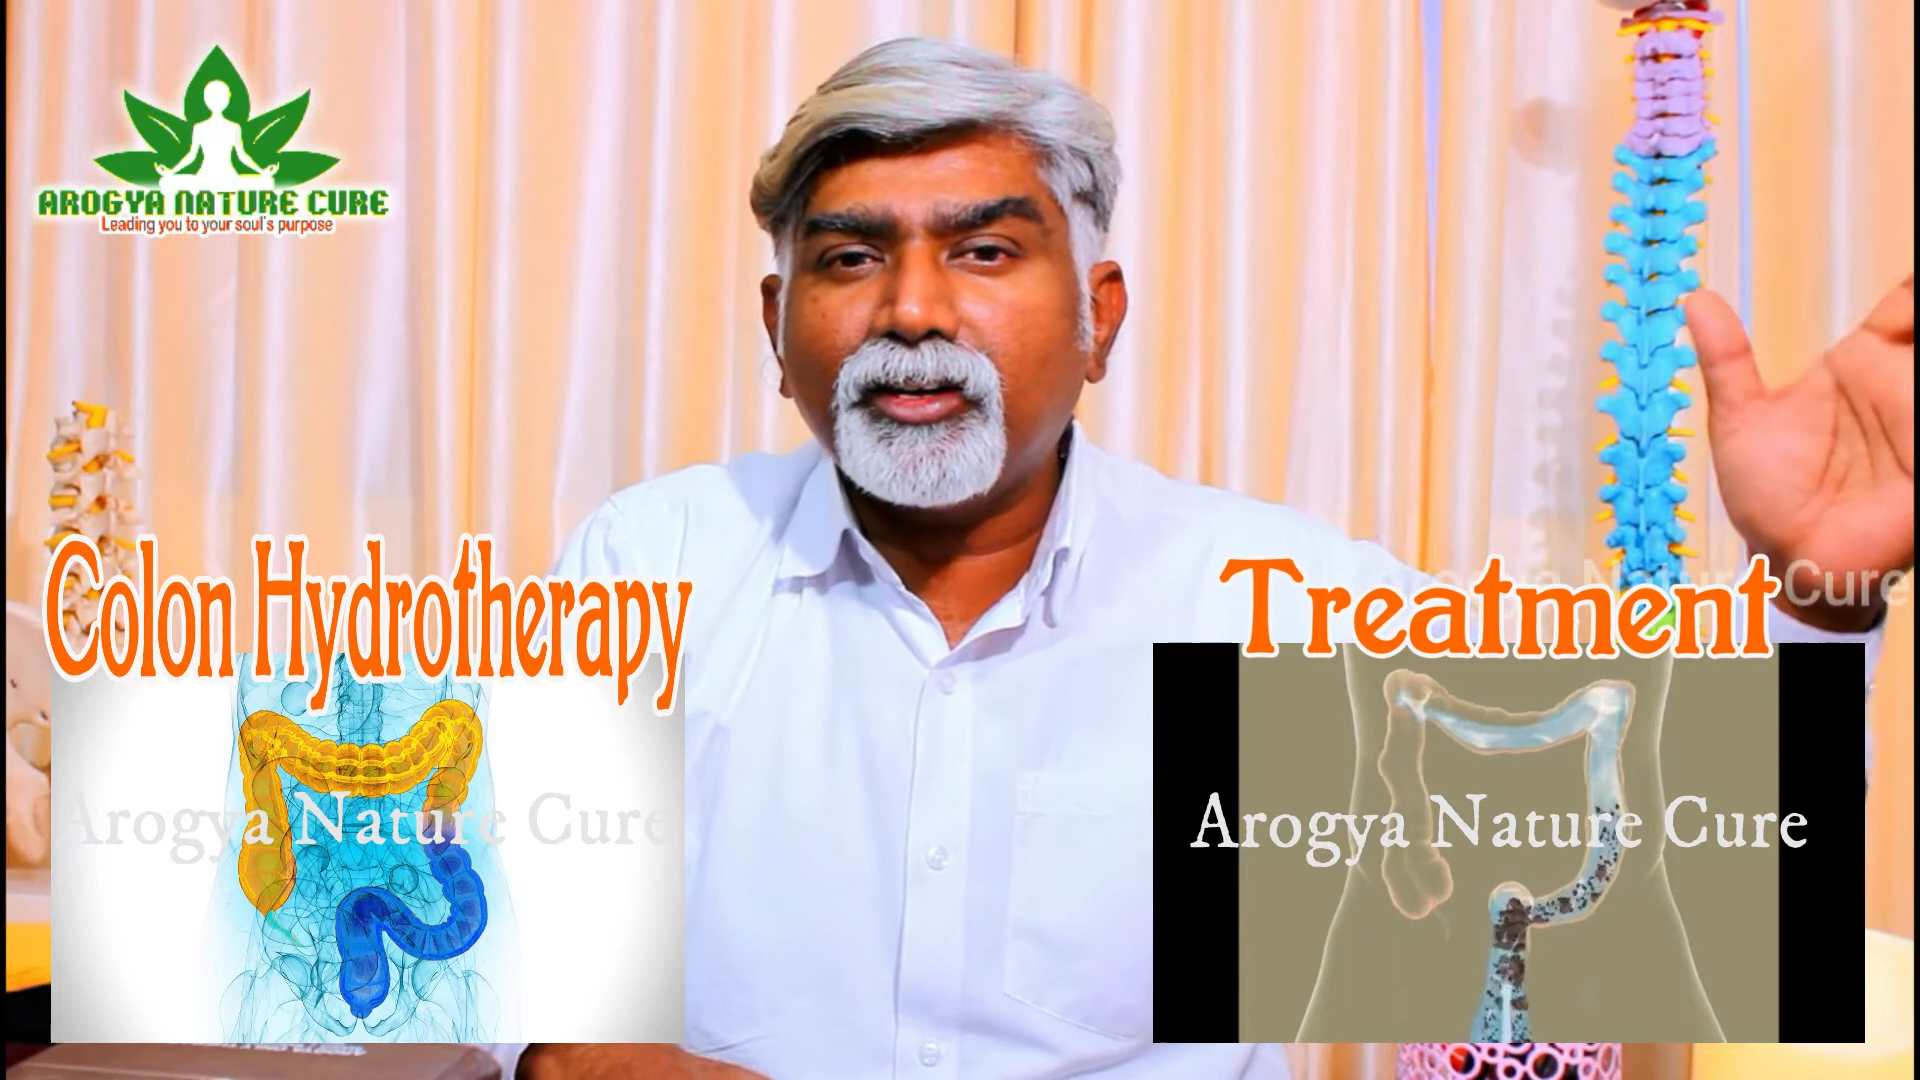 AROGYA NATURE CURE
Leading you to your soul's purpose
Colon Hydrotherapy
Treatment
Cure
Arogya Nature Cure
Arogya Nature Cure